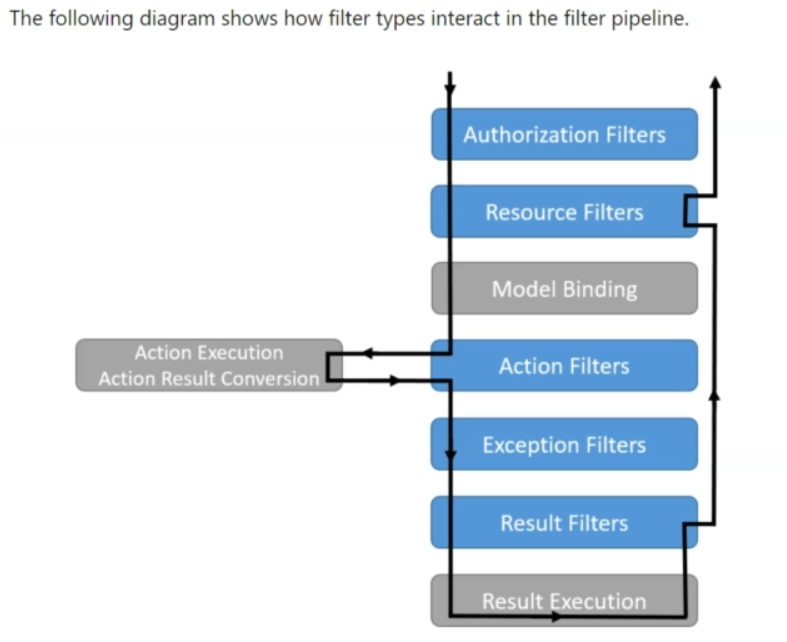 The following diagram shows how filter types interact in the filter pipeline.
Authorization Filters
Resource Filters
Model Binding
Action Execution
Action Result Conversion
Action Filters
Exception Filters
Result Filters
Result Execution